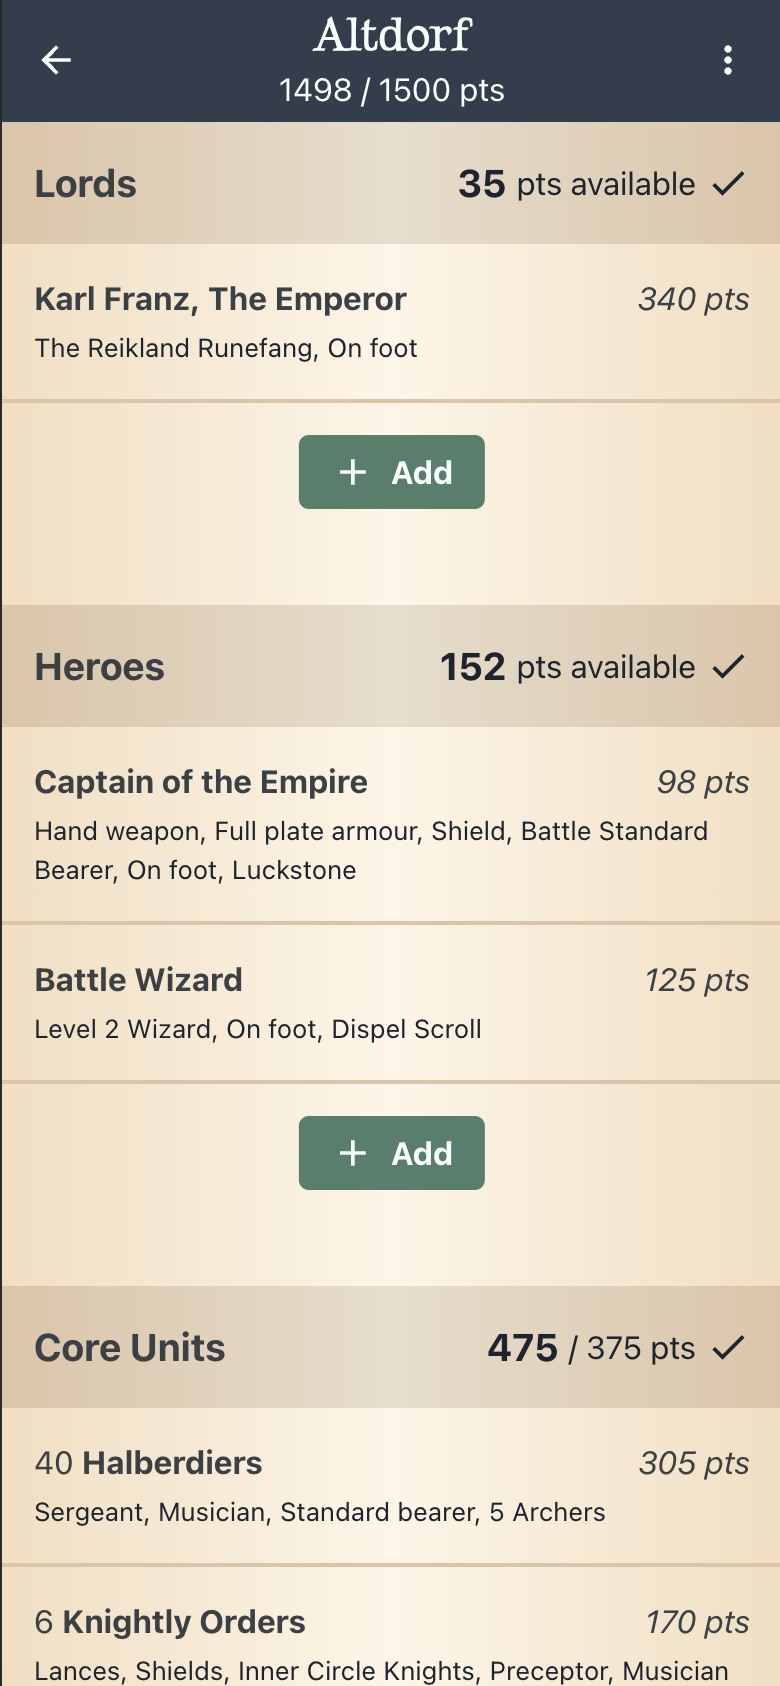 Altdorf
1498 / 1500 pts
Lords 35 pts available
Karl Franz, The Emperor 340 pts
The Reikland Runefang, On foot
Add
Heroes 152 pts available
Captain of the Empire 98 pts
Hand weapon, Full plate armour, Shield, Battle Standard
Bearer, On foot, Luckstone
Battle Wizard 125 pts
Level 2 Wizard, On foot, Dispel Scroll
Add
Core Units 475 / 375 pts
40 Halberdiers 305 pts
Sergeant, Musician, Standard bearer, 5 Archers
6 Knightly Orders 170 pts
Lances, Shields, Inner Circle Knights, Preceptor, Musician